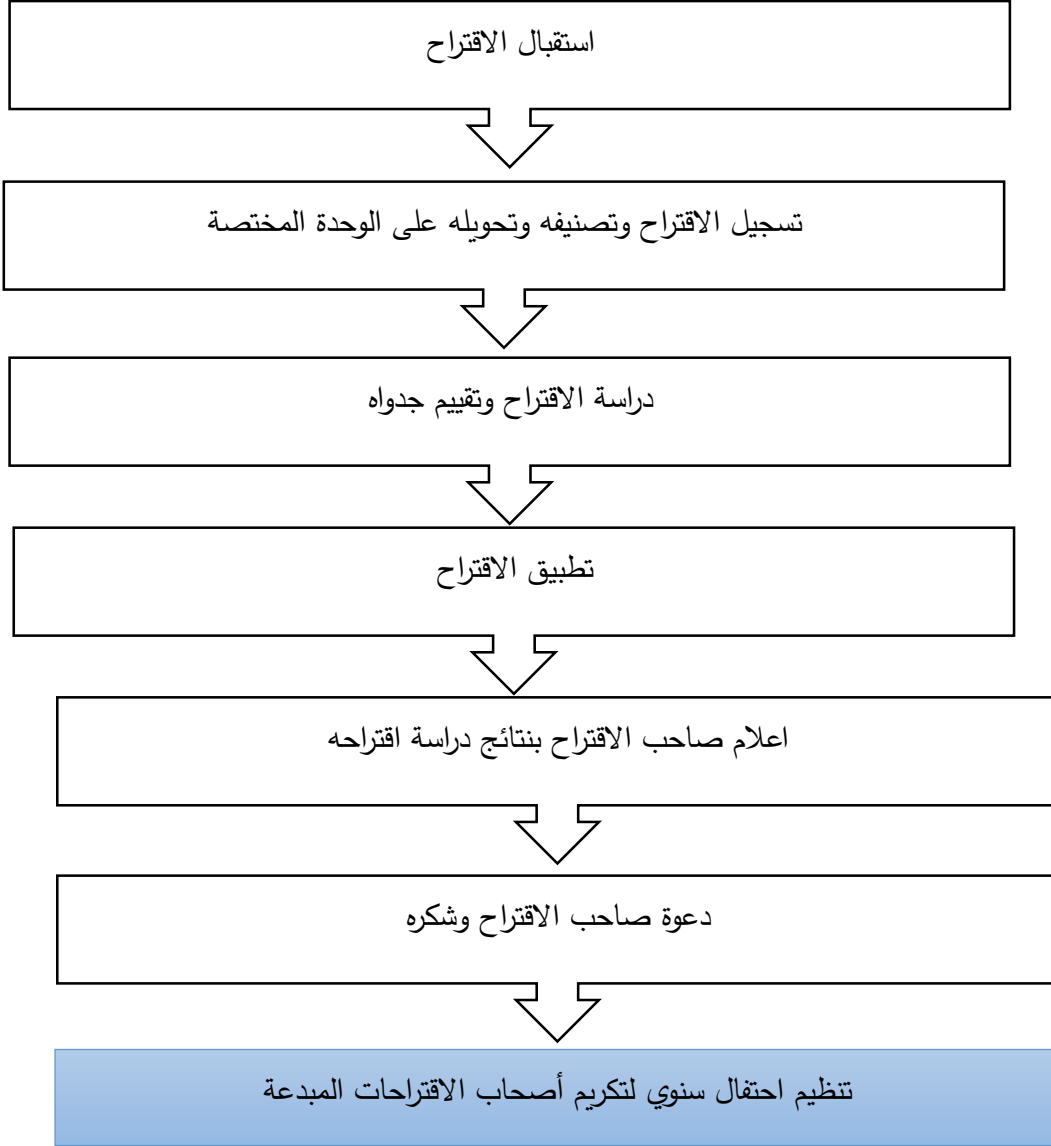 استقبال الاقتراح
تسجيل الاقتراح وتصنيفه وتحويله على الوحدة المختصة
دراسة الاقتراح وتقييم جدواه
تطبيق الاقتراح
اعلام صاحب الاقتراح بنتائج دراسة اقتراحه
دعوة صاحب الاقتراح وشكره
تنظيم احتفال سنوي لتكريم أصحاب الاقتراحات المبدعة